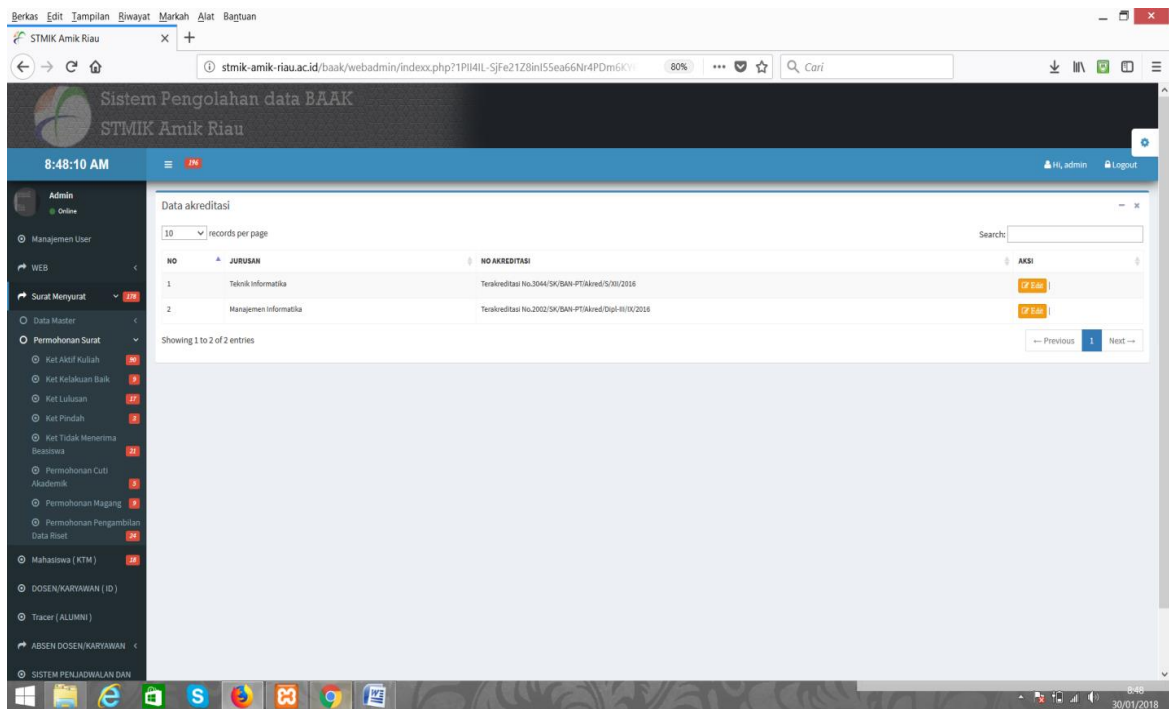 Berkas Edit Tampilan Riwayat Markah Alat Bantuan
STMIK Amik Riau
stmik-amik-riau.ac.id/baak/webadmin/indexx.php?1PII4IL-SjFe21Z8inI55ea66Nr4PDm6K
80%
Cari
Sistem Pengolahan data BAAK
STMIK Amik Riau
8:48:10 AM
196
Hi, admin Logout
Admin
Online
Manajemen User
WEB
Surat Menyurat 178
Data Master
Permohonan Surat
Ket Aktif Kuliah 90
Ket Kelakuan Baik 9
Ket Lulusan 17
Ket Pindah 2
Ket Tidak Menerima
Beasiswa 21
Permohonan Cuti
Akademik 3
Permohonan Magang 9
Permohonan Pengambilan
Data Riset 24
Mahasiswa ( KTM ) 18
DOSEN/KARYAWAN ( ID )
Tracer ( ALUMNI )
ABSEN DOSEN/KARYAWAN
SISTEM PENJADWALAN DAN
Data akreditasi
10 records per page
Search:
NO JURUSAN NO AKREDITASI AKSI
1 Teknik Informatika Terakreditasi No.3044/SK/BAN-PT/Akred/S/XII/2016 Edit |
2 Manajemen Informatika Terakreditasi No.2002/SK/BAN-PT/Akred/Dipl-III/IX/2016 Edit |
Showing 1 to 2 of 2 entries
← Previous 1 Next →
8:48
30/01/2018